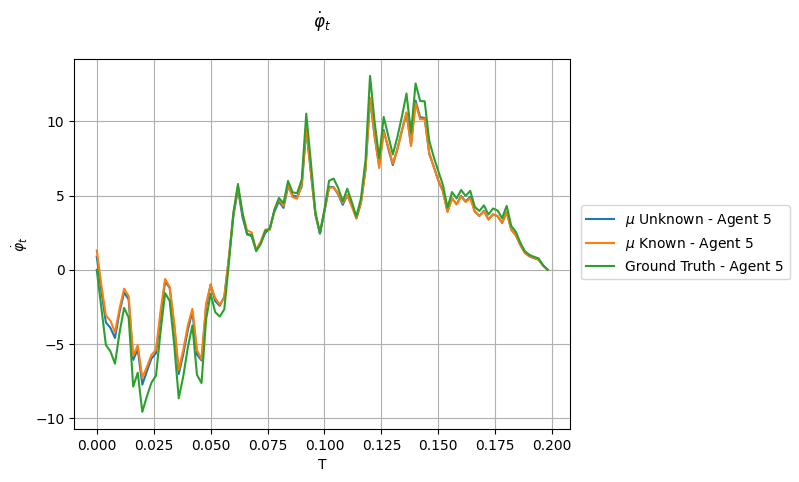 φ̇ₜ
10
5
0
−5
−10
φ̇ₜ
0.000 0.025 0.050 0.075 0.100 0.125 0.150 0.175 0.200
T
μ Unknown - Agent 5
μ Known - Agent 5
Ground Truth - Agent 5